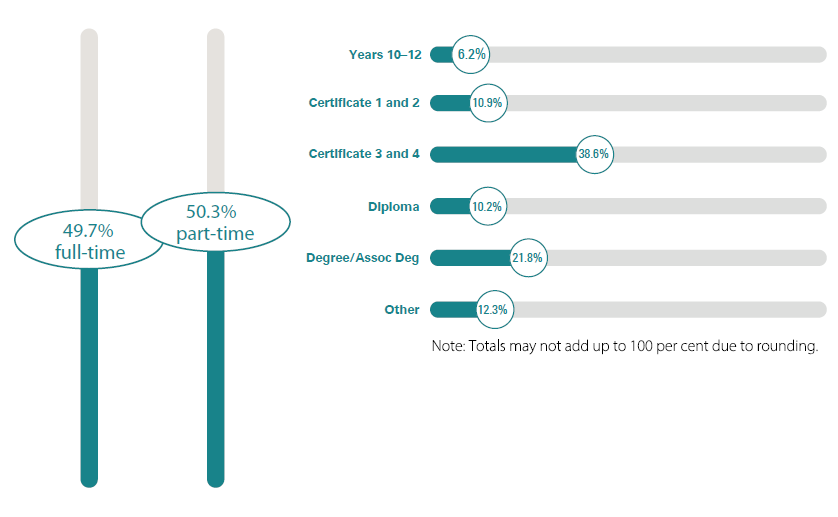 49.7%
full-time
50.3%
part-time
Years 10–12 6.2%
Certificate 1 and 2 10.9%
Certificate 3 and 4 38.6%
Diploma 10.2%
Degree/Assoc Deg 21.8%
Other 12.3%
Note: Totals may not add up to 100 per cent due to rounding.